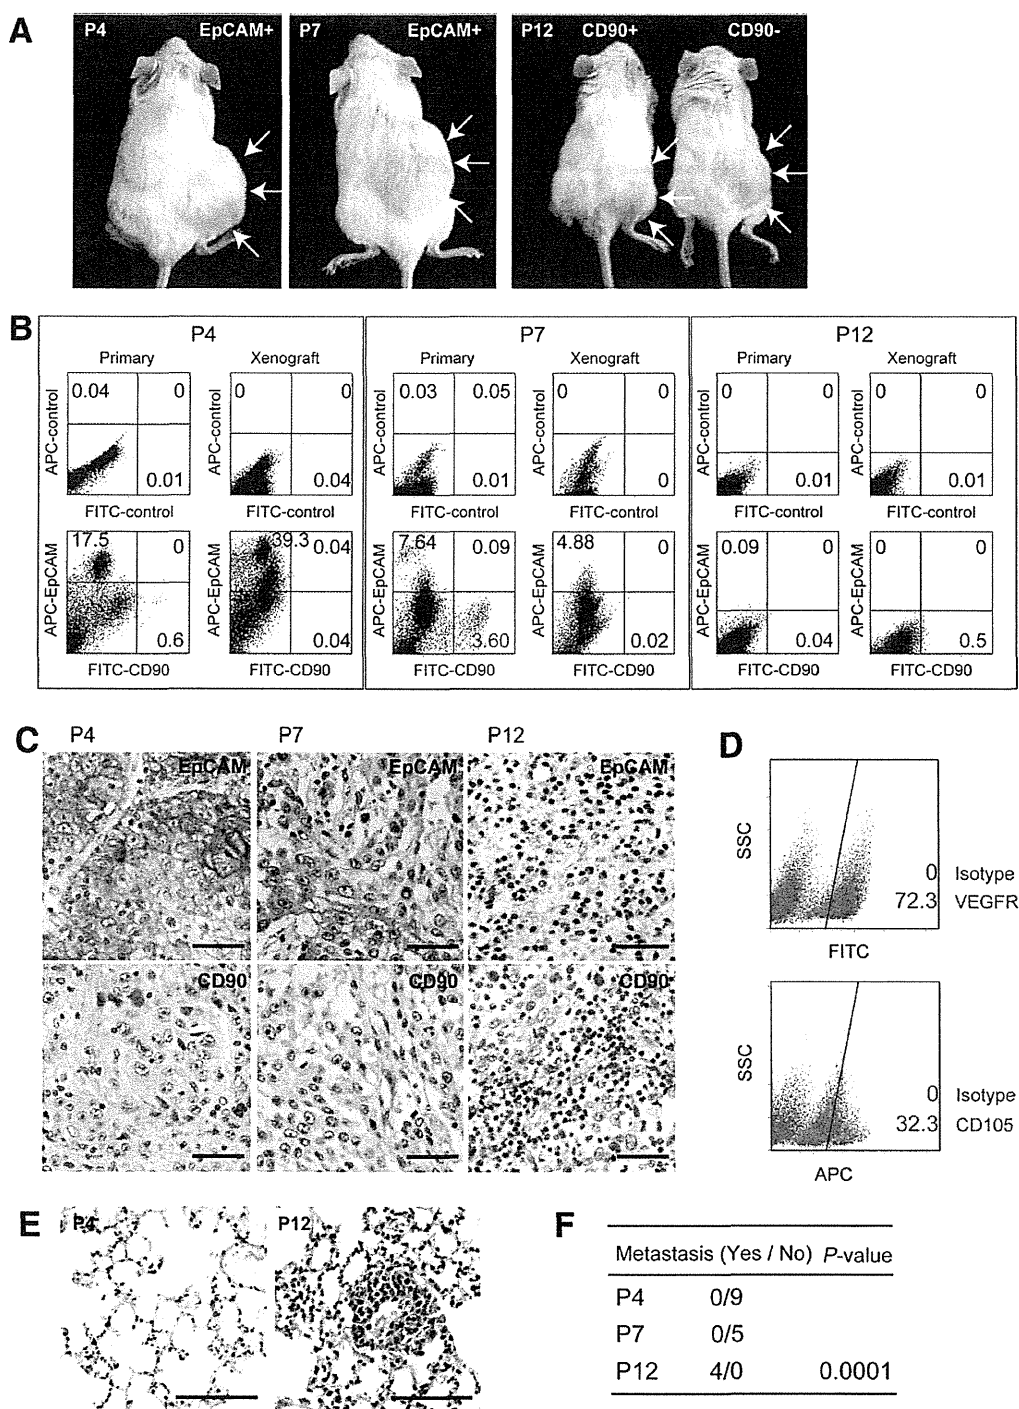 A
P4 EpCAM+
P7 EpCAM+
P12 CD90+ CD90-
B
P4 P7 P12
Primary Xenograft Primary Xenograft Primary Xenograft
APC-control 0.04 0 0.01
APC-control 0 0 0.04
APC-control 0.03 0.05 0.01
APC-control 0 0 0
APC-control 0 0 0.01
APC-control 0 0 0.01
FITC-control FITC-control FITC-control FITC-control FITC-control FITC-control
APC-EpCAM 17.5 0 0.6
APC-EpCAM 39.3 0.04 0.04
APC-EpCAM 7.64 0.09 3.60
APC-EpCAM 4.88 0 0.02
APC-EpCAM 0.09 0 0.04
APC-EpCAM 0 0 0.5
FITC-CD90 FITC-CD90 FITC-CD90 FITC-CD90 FITC-CD90 FITC-CD90
C
P4 P7 P12
EpCAM EpCAM EpCAM
CD90 CD90 CD90
D
SSC
0 Isotype
72.3 VEGFR
FITC
SSC
0 Isotype
32.3 CD105
APC
E
P4 P12
F
Metastasis (Yes / No) P-value
P4 0/9
P7 0/5
P12 4/0 0.0001